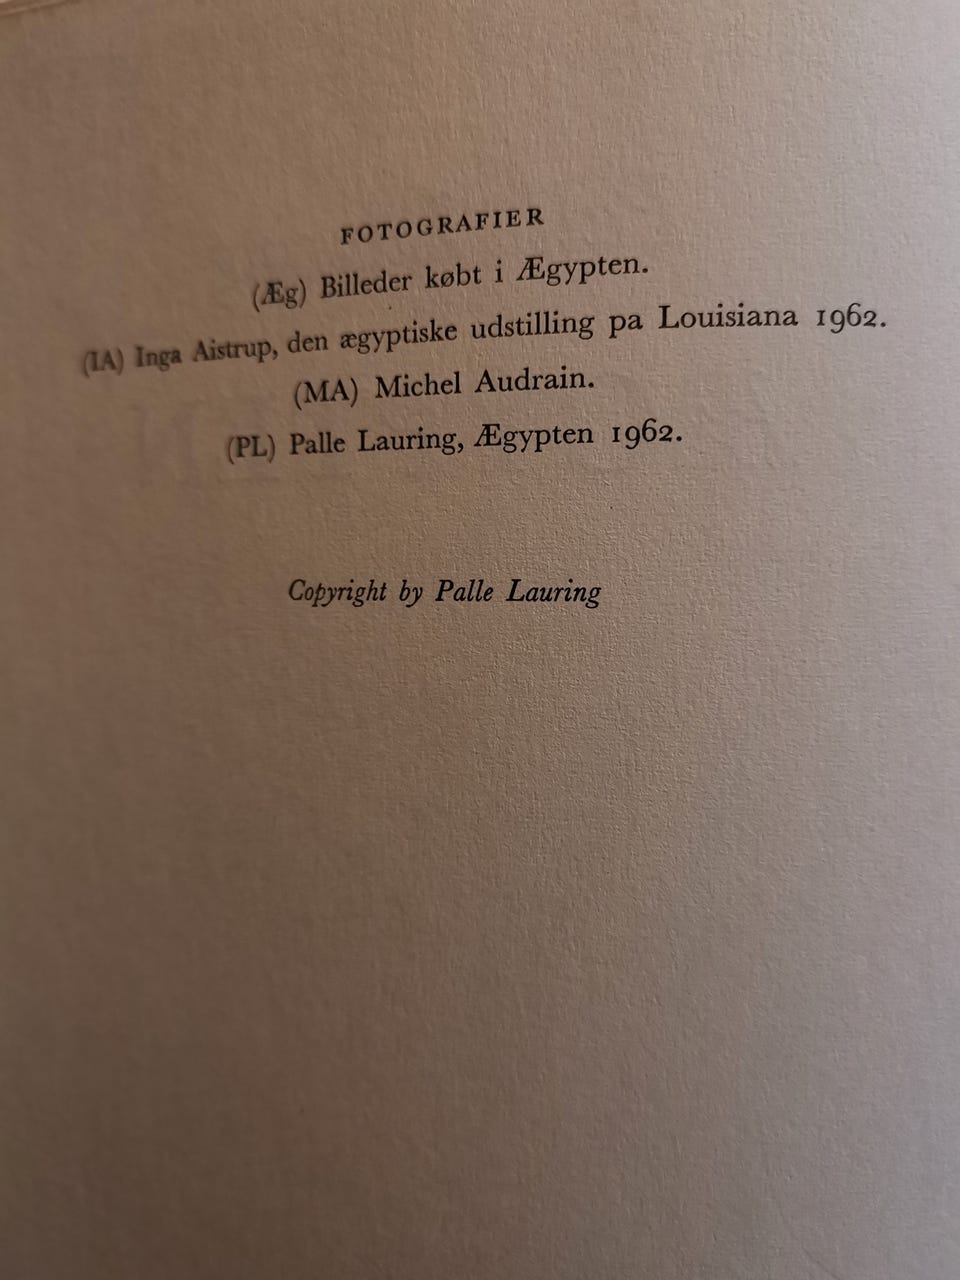 FOTOGRAFIER
(Æg) Billeder købt i Ægypten.
(IA) Inga Aistrup, den ægyptiske udstilling pa Louisiana 1962.
(MA) Michel Audrain.
(PL) Palle Lauring, Ægypten 1962.
Copyright by Palle Lauring